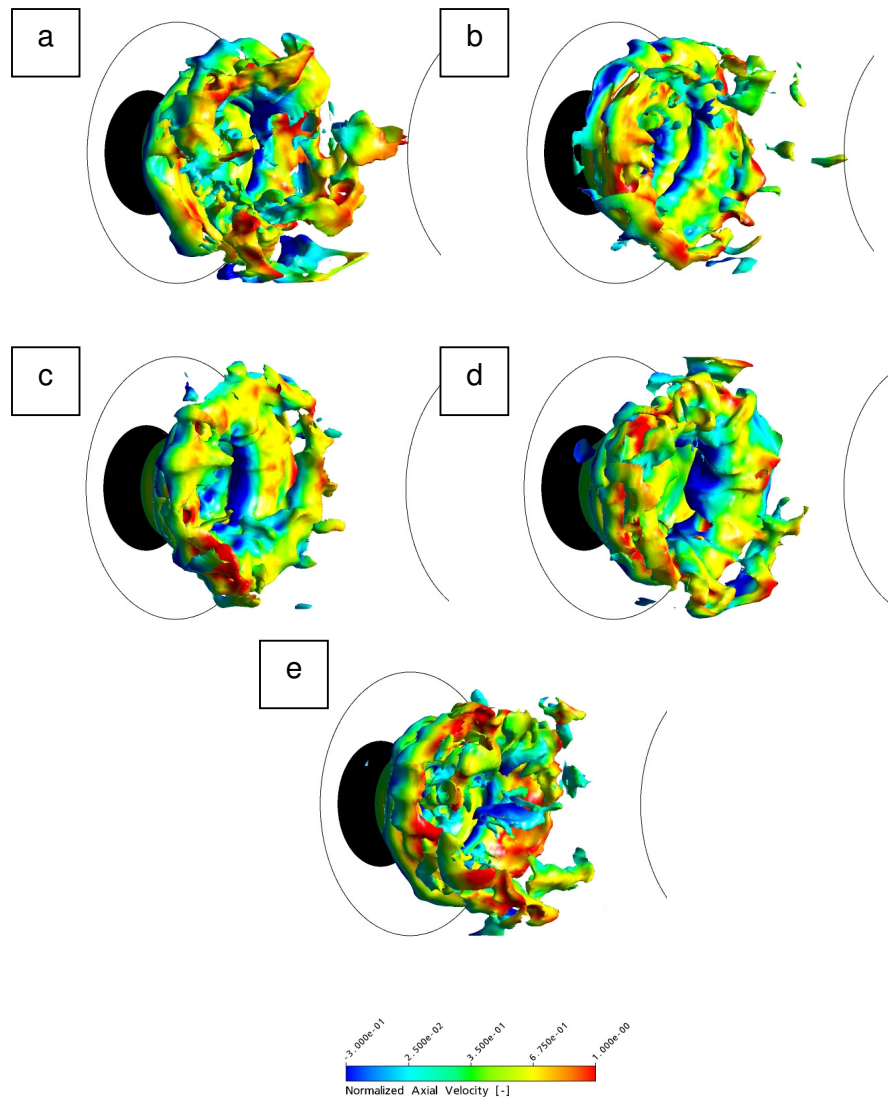 a
b
c
d
e
-3.000e-01
2.500e-02
3.500e-01
6.750e-01
1.000e+00
Normalized Axial Velocity [-]